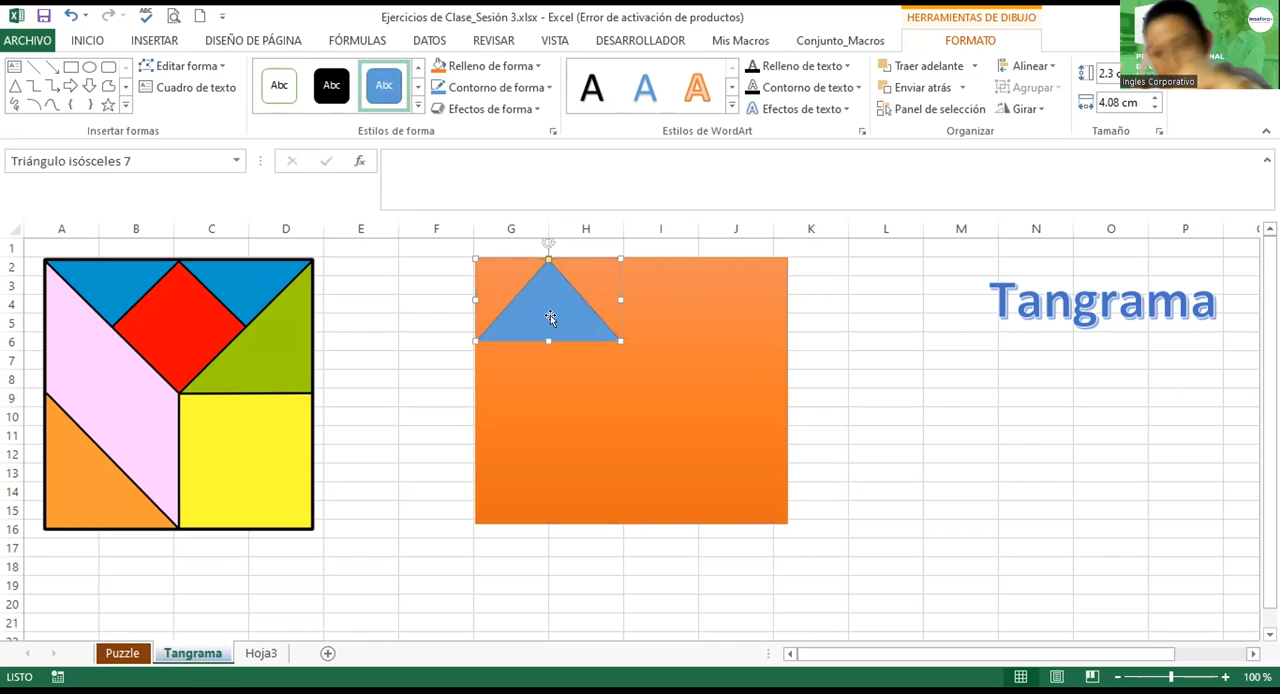 Ejercicios de Clase_Sesión 3.xlsx - Excel (Error de activación de productos)
HERRAMIENTAS DE DIBUJO
ARCHIVO INICIO INSERTAR DISEÑO DE PÁGINA FÓRMULAS DATOS REVISAR VISTA DESARROLLADOR Mis Macros Conjunto_Macros FORMATO
Editar forma
Cuadro de texto
Insertar formas
Abc Abc Abc
Relleno de forma
Contorno de forma
Efectos de forma
Estilos de forma
A A A
Relleno de texto
Contorno de texto
Efectos de texto
Estilos de WordArt
Traer adelante
Enviar atrás
Panel de selección
Alinear
Agrupar
Girar
Organizar
2.3 c
4.08 cm
Tamaño
insaforp
Ingles Corporativo
Triángulo isósceles 7
fx
A B C D E F G H I J K L M N O P
1
2
3
4
5
6
7
8
9
10
11
12
13
14
15
16
17
18
19
20
21
Tangrama
Puzzle Tangrama Hoja3
LISTO
100 %